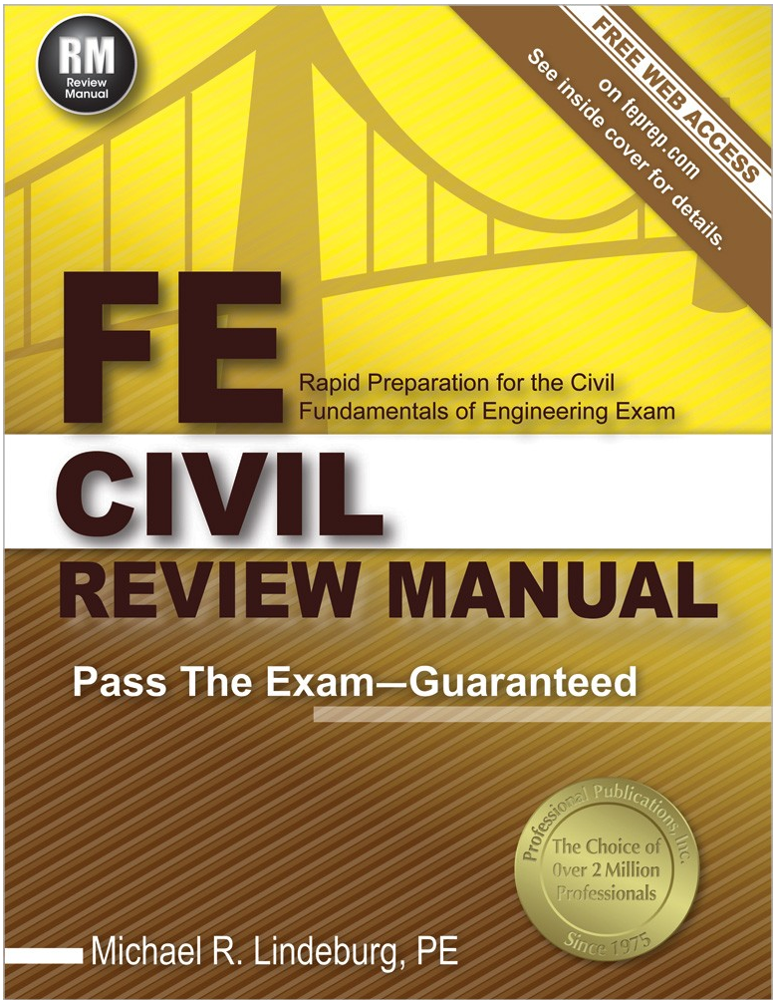 RM
Review
Manual
FREE WEB ACCESS
on feprep.com
See inside cover for details.
FE
Rapid Preparation for the Civil
Fundamentals of Engineering Exam
CIVIL
REVIEW MANUAL
Pass The Exam—Guaranteed
Professional Publications, Inc.
The Choice of
Over 2 Million
Professionals
Since 1975
Michael R. Lindeburg, PE